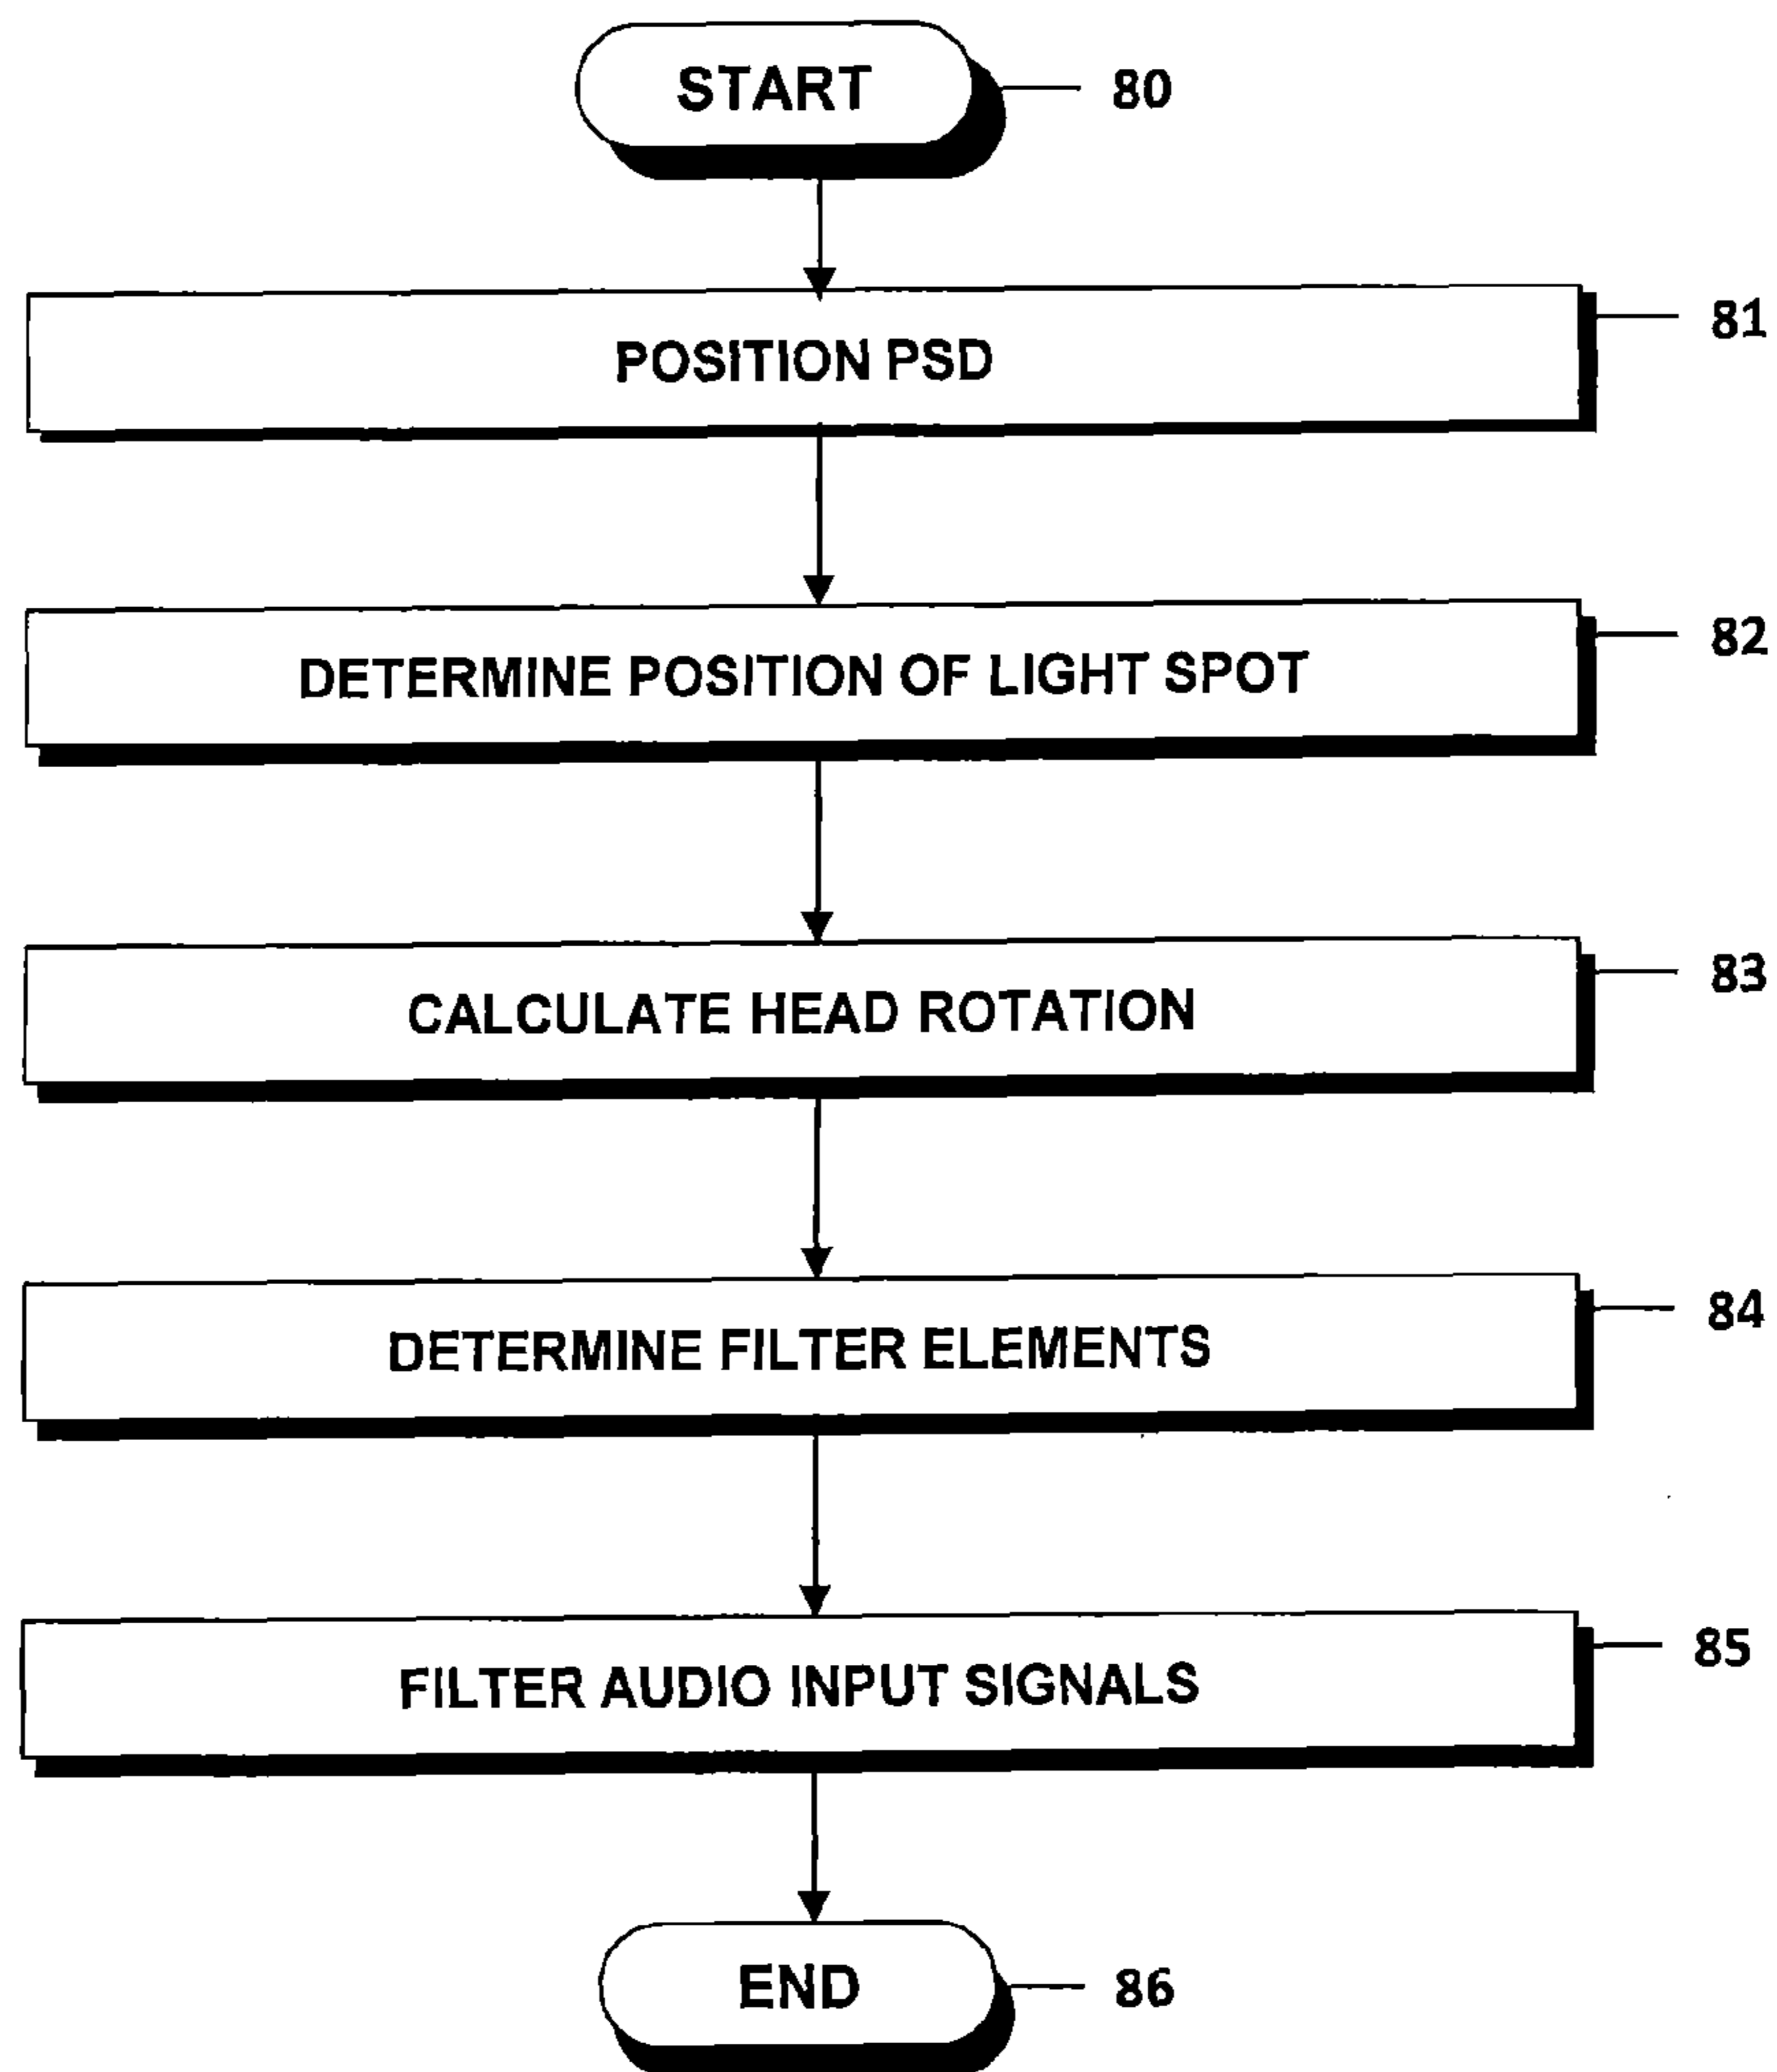 START
80
POSITION PSD
81
DETERMINE POSITION OF LIGHT SPOT
82
CALCULATE HEAD ROTATION
83
DETERMINE FILTER ELEMENTS
84
FILTER AUDIO INPUT SIGNALS
85
END
86